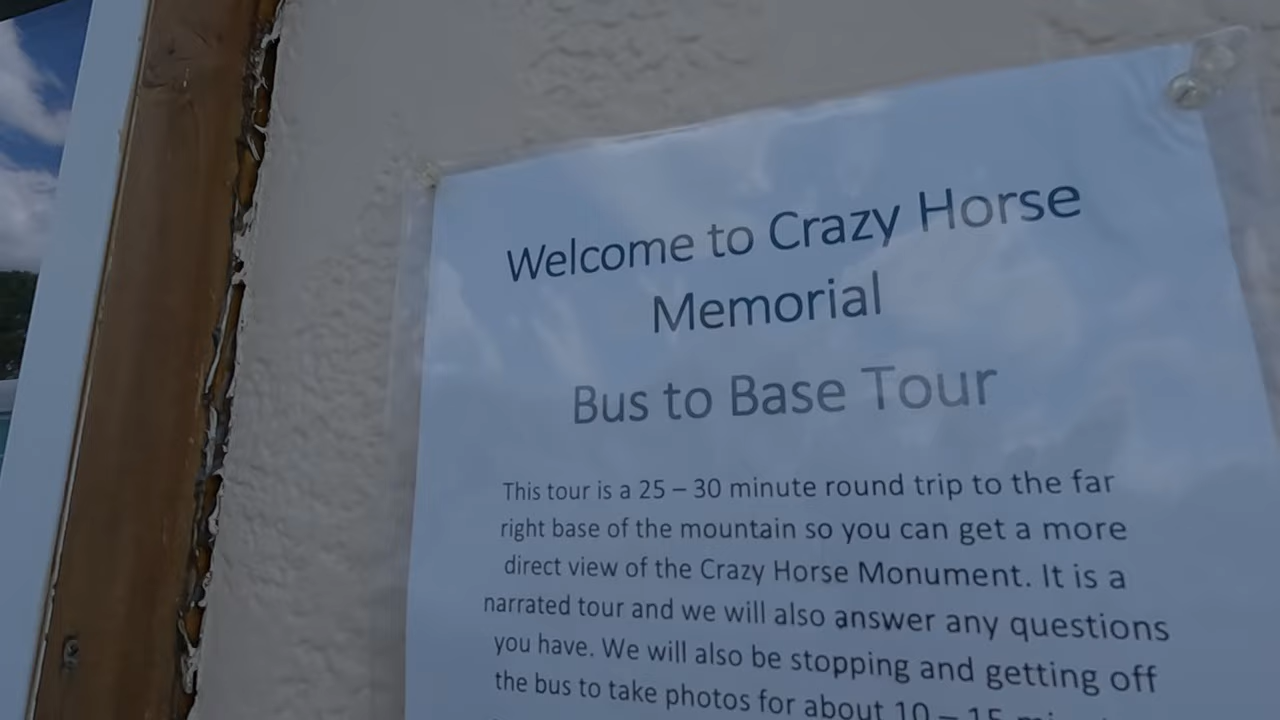 Welcome to Crazy Horse
Memorial
Bus to Base Tour
This tour is a 25 – 30 minute round trip to the far
right base of the mountain so you can get a more
direct view of the Crazy Horse Monument. It is a
narrated tour and we will also answer any questions
you have. We will also be stopping and getting off
the bus to take photos for about 10 – 15